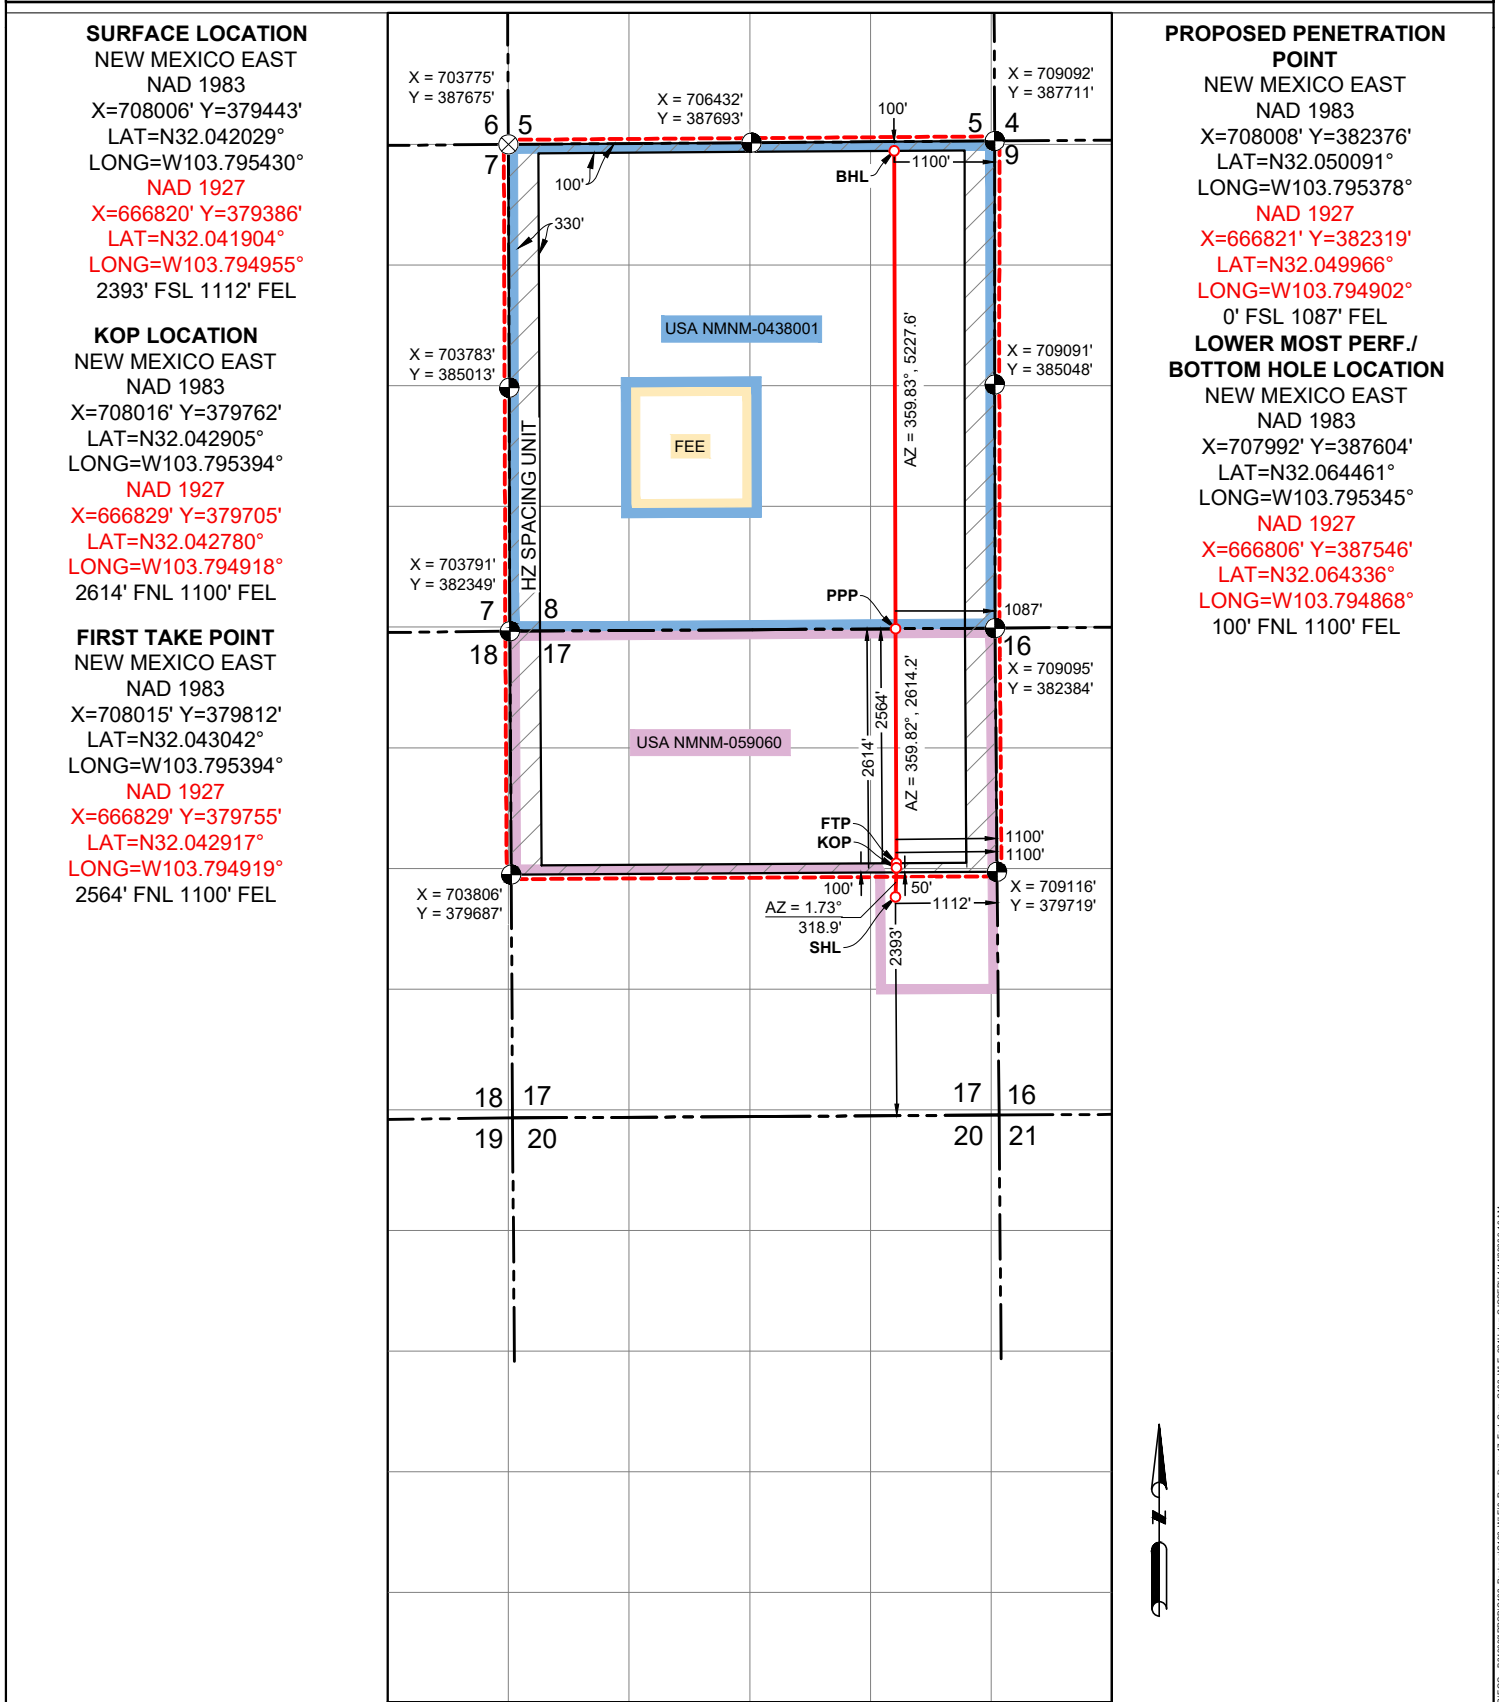 SURFACE LOCATION
NEW MEXICO EAST
NAD 1983
X=708006' Y=379443'
LAT=N32.042029°
LONG=W103.795430°
NAD 1927
X=666820' Y=379386'
LAT=N32.041904°
LONG=W103.794955°
2393' FSL 1112' FEL
KOP LOCATION
NEW MEXICO EAST
NAD 1983
X=708016' Y=379762'
LAT=N32.042905°
LONG=W103.795394°
NAD 1927
X=666829' Y=379705'
LAT=N32.042780°
LONG=W103.794918°
2614' FNL 1100' FEL
FIRST TAKE POINT
NEW MEXICO EAST
NAD 1983
X=708015' Y=379812'
LAT=N32.043042°
LONG=W103.795394°
NAD 1927
X=666829' Y=379755'
LAT=N32.042917°
LONG=W103.794919°
2564' FNL 1100' FEL
X = 703775'
Y = 387675'
X = 706432'
Y = 387693'
X = 709092'
Y = 387711'
100'
6 5
5 4
7
9
BHL
1100'
100'
330'
USA NMNM-0438001
AZ = 359.83°, 5227.6'
X = 703783'
Y = 385013'
X = 709091'
Y = 385048'
FEE
HZ SPACING UNIT
X = 703791'
Y = 382349'
PPP
1087'
7 8
18 17
16
X = 709095'
Y = 382384'
2614'
2564'
AZ = 359.82°, 2614.2'
USA NMNM-059060
FTP
KOP
1100'
1100'
X = 703806'
Y = 379687'
100'
50'
X = 709116'
Y = 379719'
AZ = 1.73°
318.9'
1112'
SHL
2393'
18 17
17 16
19 20
20 21
PROPOSED PENETRATION
POINT
NEW MEXICO EAST
NAD 1983
X=708008' Y=382376'
LAT=N32.050091°
LONG=W103.795378°
NAD 1927
X=666821' Y=382319'
LAT=N32.049966°
LONG=W103.794902°
0' FSL 1087' FEL
LOWER MOST PERF./
BOTTOM HOLE LOCATION
NEW MEXICO EAST
NAD 1983
X=707992' Y=387604'
LAT=N32.064461°
LONG=W103.795345°
NAD 1927
X=666806' Y=387546'
LAT=N32.064336°
LONG=W103.794868°
100' FNL 1100' FEL
N